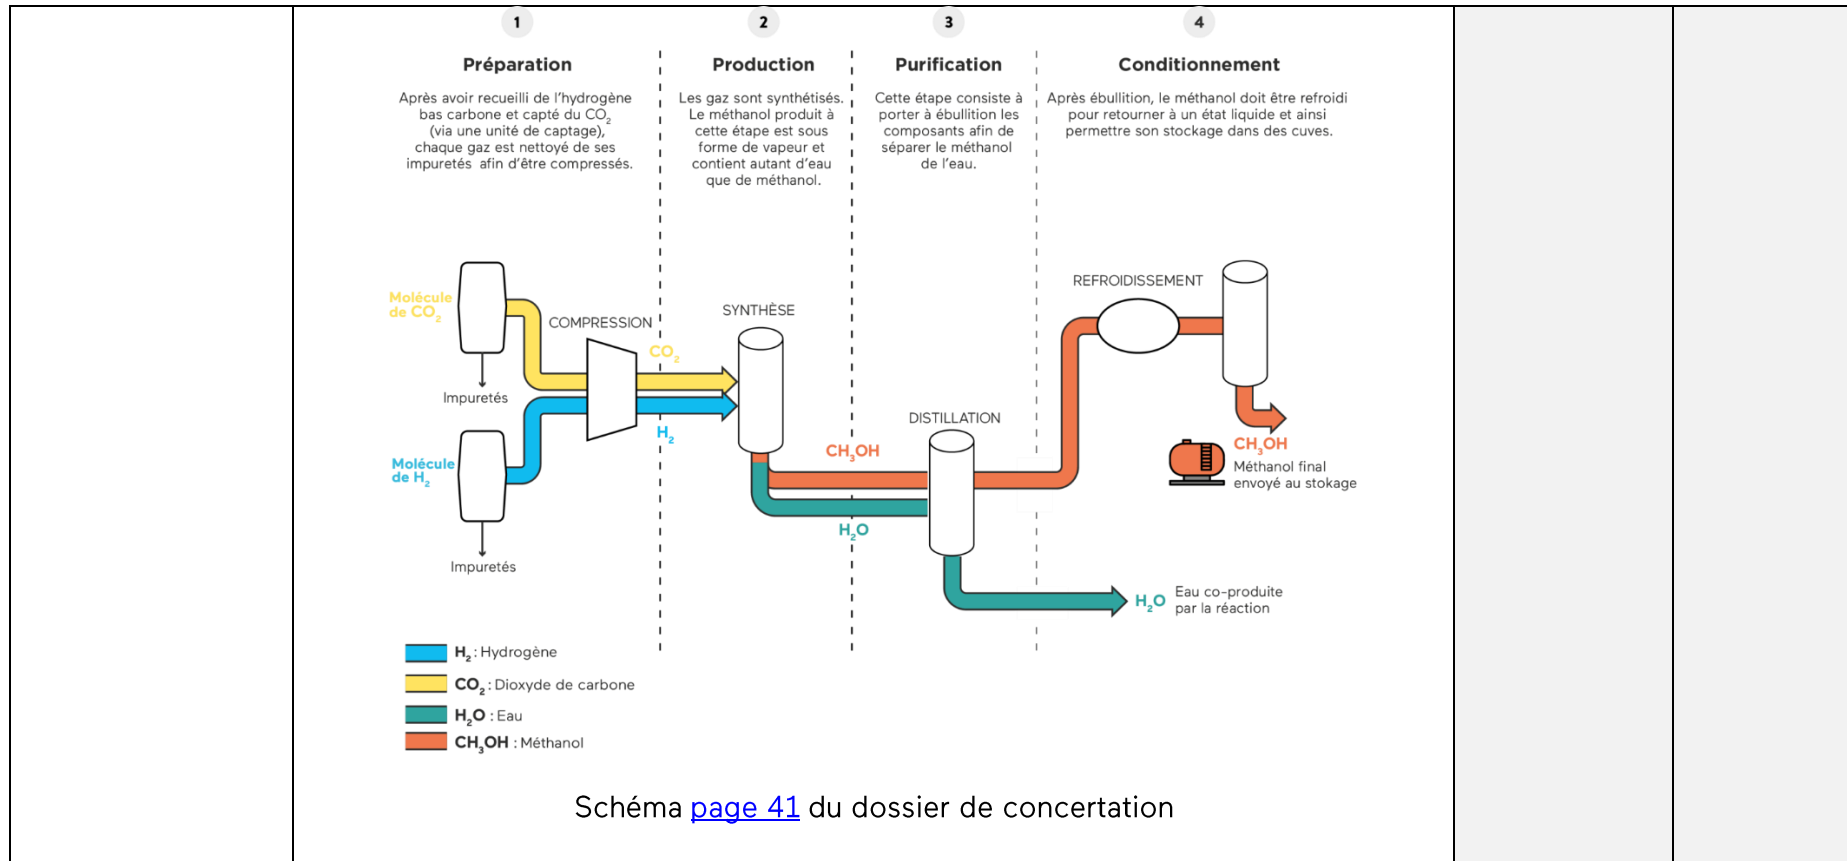 1
Préparation
Après avoir recueilli de l'hydrogène
bas carbone et capté du CO₂
(via une unité de captage),
chaque gaz est nettoyé de ses
impuretés afin d'être compressés.
2
Production
Les gaz sont synthétisés.
Le méthanol produit à
cette étape est sous
forme de vapeur et
contient autant d'eau
que de méthanol.
3
Purification
Cette étape consiste à
porter à ébullition les
composants afin de
séparer le méthanol
de l'eau.
4
Conditionnement
Après ébullition, le méthanol doit être refroidi
pour retourner à un état liquide et ainsi
permettre son stockage dans des cuves.
Molécule
de CO₂
Impuretés
COMPRESSION
CO₂
H₂
Molécule
de H₂
Impuretés
SYNTHÈSE
CH₃OH
H₂O
DISTILLATION
REFROIDISSEMENT
CH₃OH
Méthanol final
envoyé au stokage
H₂O
Eau co-produite
par la réaction
H₂ : Hydrogène
CO₂ : Dioxyde de carbone
H₂O : Eau
CH₃OH : Méthanol
Schéma page 41 du dossier de concertation